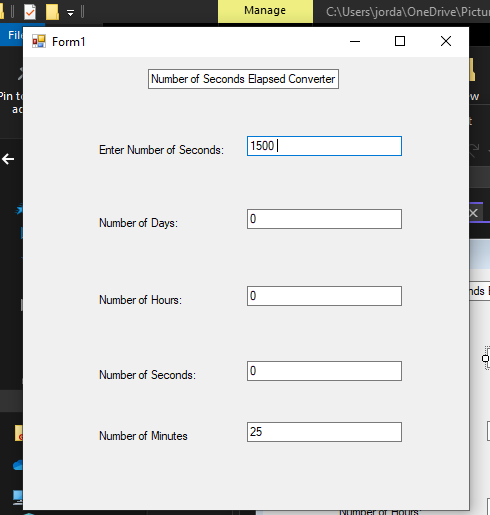 Manage
C:\Users\jorda\OneDrive\Pictur
File
Form1
Pin to
Number of Seconds Elapsed Converter
Enter Number of Seconds: 1500
Number of Days: 0
Number of Hours: 0
Number of Seconds: 0
Number of Minutes 25
Number of Hours: